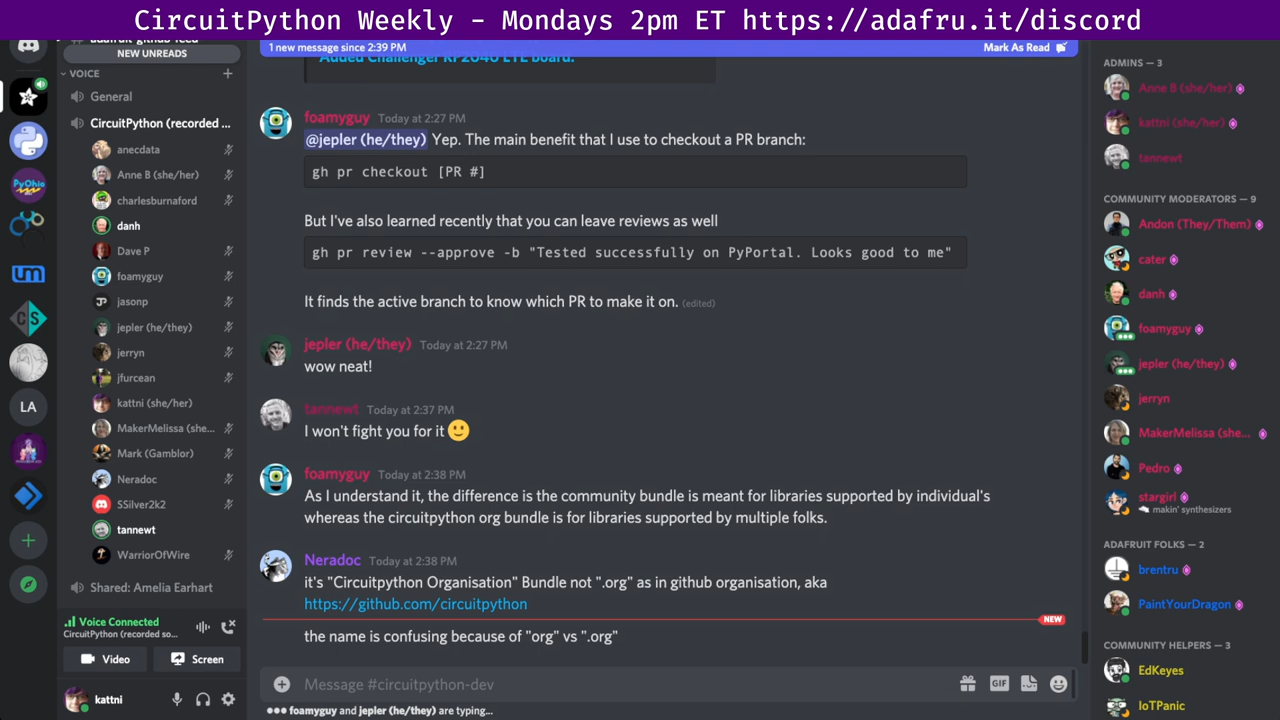 CircuitPython Weekly - Mondays 2pm ET https://adafru.it/discord
NEW UNREADS
VOICE
General
CircuitPython (recorded ...
anecdata
Anne B (she/her)
charlesburnaford
danh
Dave P
foamyguy
jasonp
jepler (he/they)
jerryn
jfurcean
kattni (she/her)
MakerMelissa (she...
Mark (Gamblor)
Neradoc
SSilver2k2
tannewt
WarriorOfWire
Shared: Amelia Earhart
Voice Connected
CircuitPython (recorded so...
Video
Screen
kattni
PyOhio
LA
1 new message since 2:39 PM
Mark As Read
Added Challenger RP2040 LTE board.
foamyguy Today at 2:27 PM
@jepler (he/they) Yep. The main benefit that I use to checkout a PR branch:
gh pr checkout [PR #]
But I've also learned recently that you can leave reviews as well
gh pr review --approve -b "Tested successfully on PyPortal. Looks good to me"
It finds the active branch to know which PR to make it on. (edited)
jepler (he/they) Today at 2:27 PM
wow neat!
tannewt Today at 2:37 PM
I won't fight you for it
foamyguy Today at 2:38 PM
As I understand it, the difference is the community bundle is meant for libraries supported by individual's
whereas the circuitpython org bundle is for libraries supported by multiple folks.
Neradoc Today at 2:38 PM
it's "Circuitpython Organisation" Bundle not ".org" as in github organisation, aka
https://github.com/circuitpython
NEW
the name is confusing because of "org" vs ".org"
Message #circuitpython-dev
GIF
foamyguy and jepler (he/they) are typing...
ADMINS — 3
Anne B (she/her)
kattni (she/her)
tannewt
COMMUNITY MODERATORS — 9
Andon (They/Them)
cater
danh
foamyguy
jepler (he/they)
jerryn
MakerMelissa (she...
Pedro
stargirl
makin' synthesizers
ADAFRUIT FOLKS — 2
brentru
PaintYourDragon
COMMUNITY HELPERS — 3
EdKeyes
IoTPanic